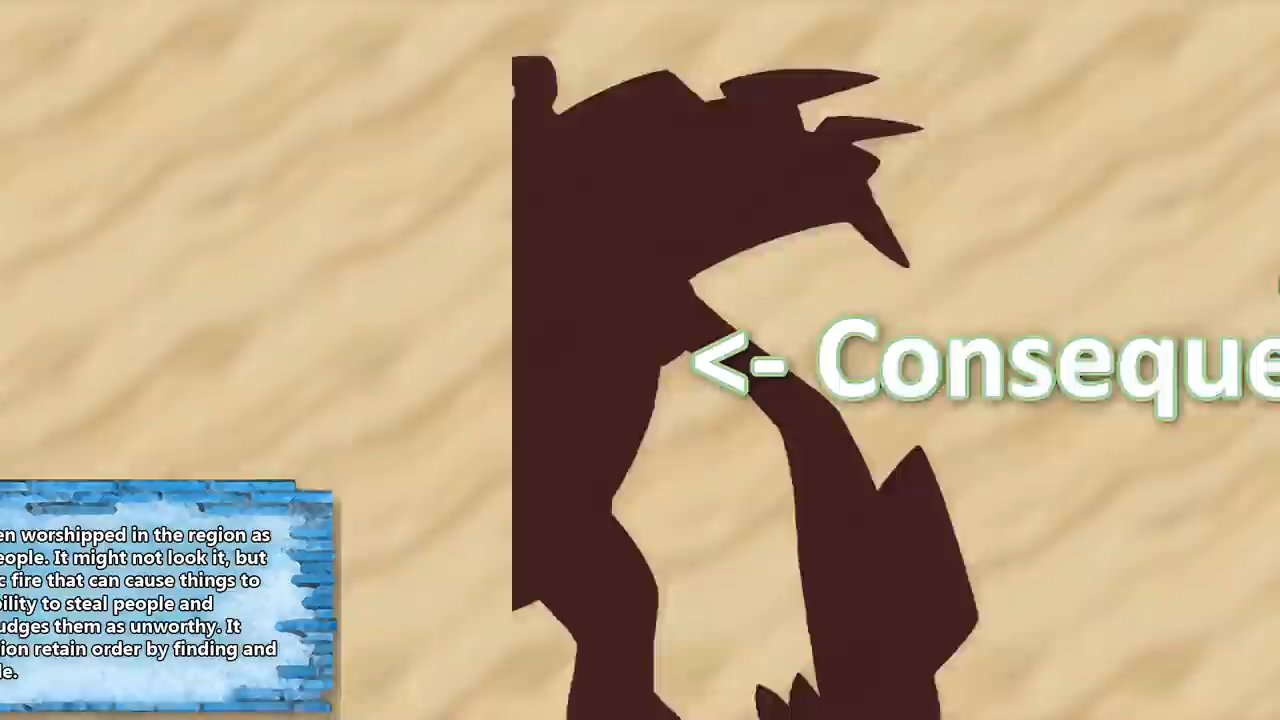 <- Conseque
en worshipped in the region as
eople. It might not look it, but
c fire that can cause things to
bility to steal people and
udges them as unworthy. It
ion retain order by finding and
le.